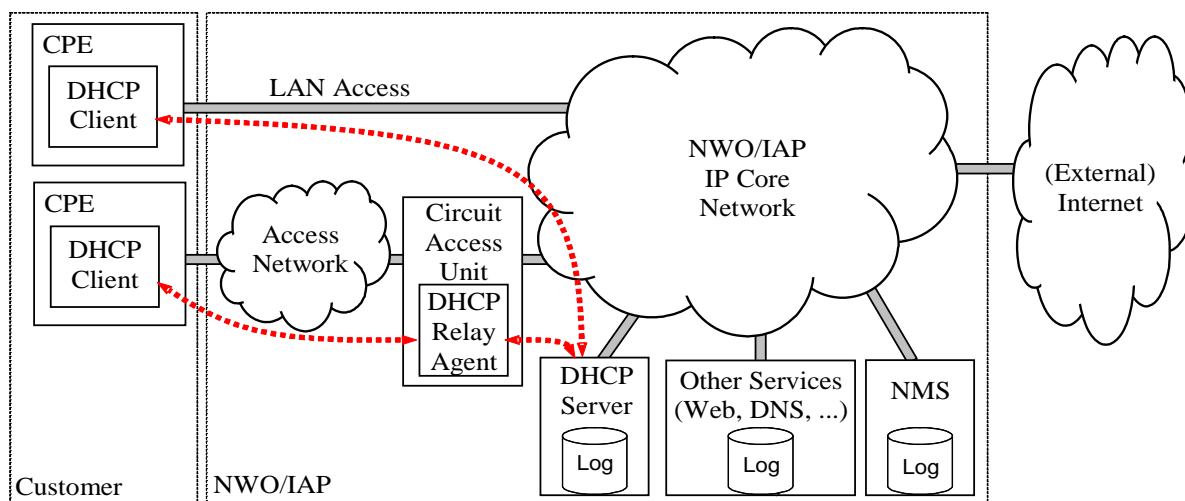 CPE
DHCP
Client
LAN Access
CPE
DHCP
Client
Access
Network
Circuit
Access
Unit
DHCP
Relay
Agent
NWO/IAP
IP Core
Network
(External)
Internet
DHCP
Server
Log
Other Services
(Web, DNS, ...)
Log
NMS
Log
Customer
NWO/IAP